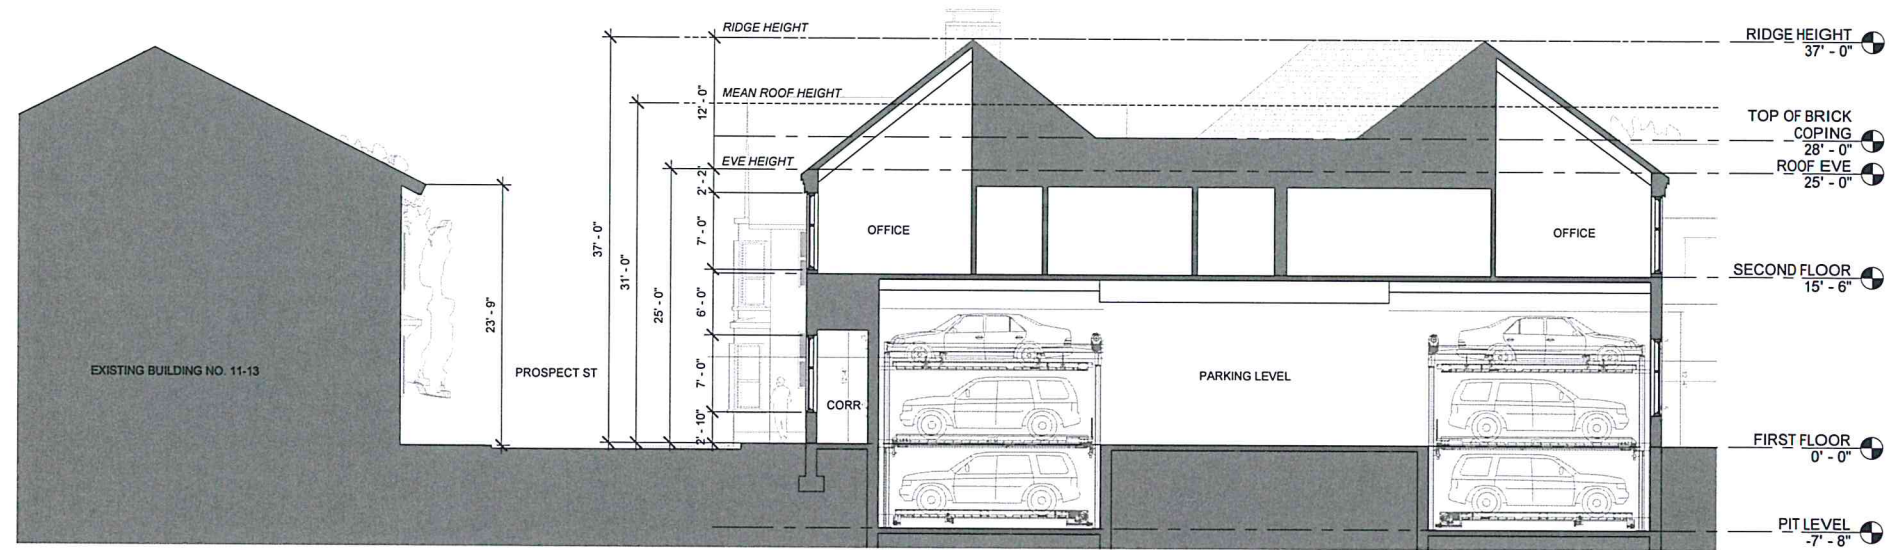 RIDGE HEIGHT
MEAN ROOF HEIGHT
EVE HEIGHT
37' - 0"
31' - 0"
25' - 0"
23' - 9"
12' - 0"
2' - 2"
7' - 0"
6' - 0"
7' - 0"
2' - 10"
EXISTING BUILDING NO. 11-13
PROSPECT ST
OFFICE
OFFICE
CORR
PARKING LEVEL
RIDGE HEIGHT
37' - 0"
TOP OF BRICK
COPING
28' - 0"
ROOF EVE
25' - 0"
SECOND FLOOR
15' - 6"
FIRST FLOOR
0' - 0"
PIT LEVEL
-7' - 8"